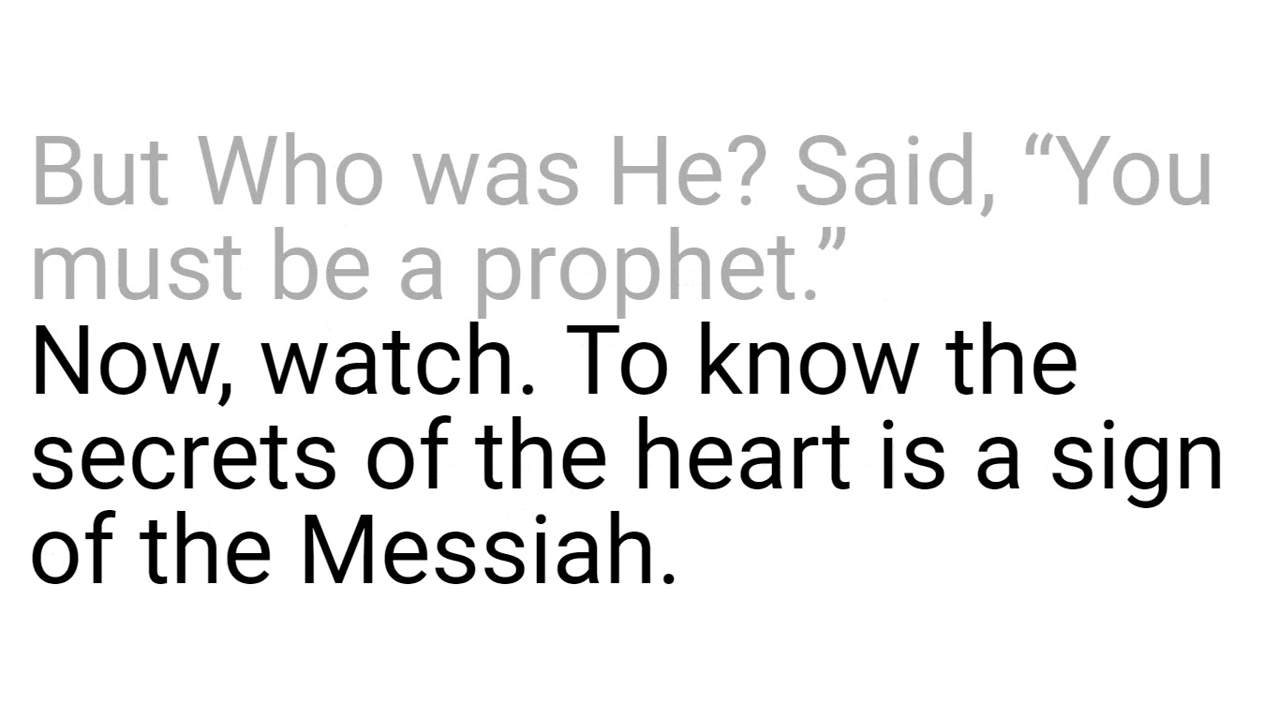 But Who was He? Said, “You
must be a prophet.”
Now, watch. To know the
secrets of the heart is a sign
of the Messiah.